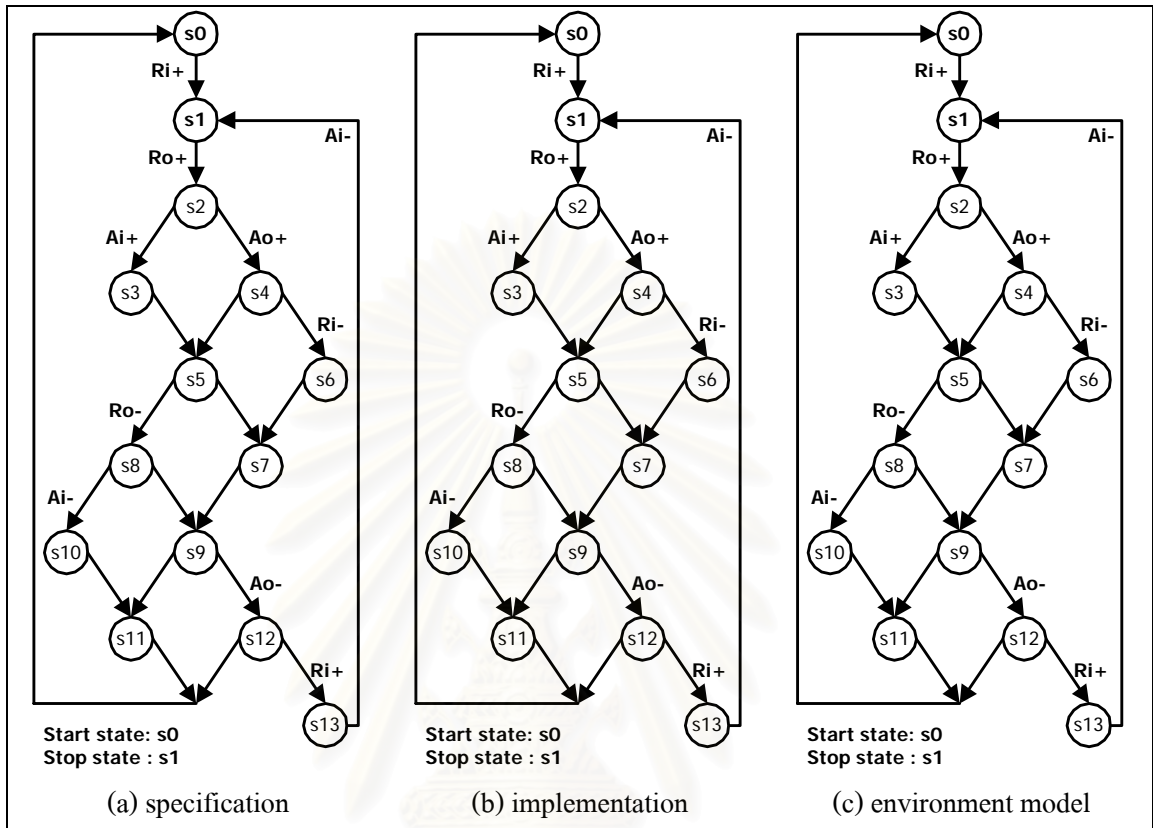 s0
Ri+
s1
Ai-
Ro+
s2
Ai+
Ao+
s3
s4
Ri-
s5
s6
Ro-
s8
s7
Ai-
s10
s9
Ao-
s11
s12
Ri+
s13
Start state: s0
Stop state : s1
(a) specification
s0
Ri+
s1
Ai-
Ro+
s2
Ai+
Ao+
s3
s4
Ri-
s5
s6
Ro-
s8
s7
Ai-
s10
s9
Ao-
s11
s12
Ri+
s13
Start state: s0
Stop state : s1
(b) implementation
s0
Ri+
s1
Ai-
Ro+
s2
Ai+
Ao+
s3
s4
Ri-
s5
s6
Ro-
s8
s7
Ai-
s10
s9
Ao-
s11
s12
Ri+
s13
Start state: s0
Stop state : s1
(c) environment model